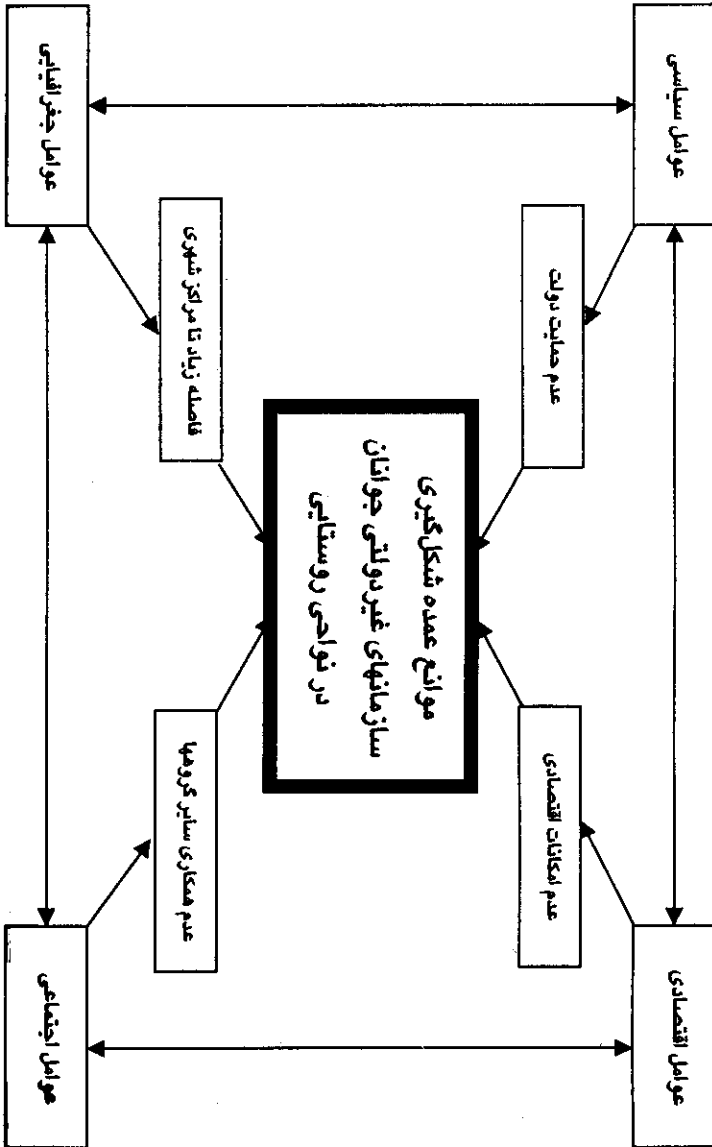 عوامل اقتصادی
عوامل سیاسی
عدم امکانات اقتصادی
عدم حمایت دولت
موانع عمده شکل‌گیری
سازمانهای غیردولتی جوانان
در نواحی روستایی
عدم همکاری سایر گروهها
فاصله زیاد تا مراکز شهری
عوامل اجتماعی
عوامل جغرافیایی